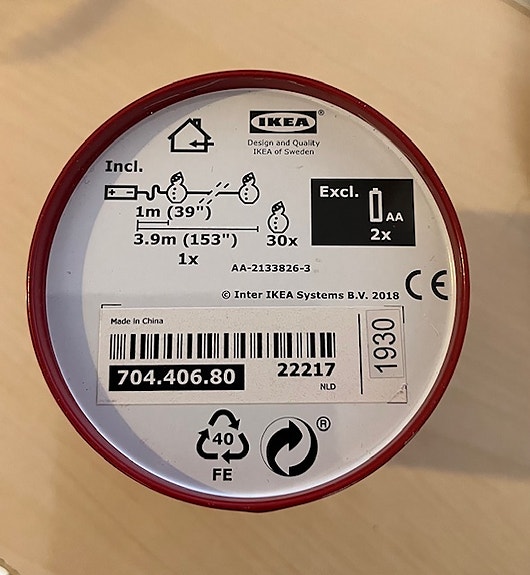 IKEA®
Design and Quality
IKEA of Sweden
Incl.
1m (39")
3.9m (153")
1x
30x
Excl.
AA
2x
AA-2133826-3
© Inter IKEA Systems B.V. 2018
CE
Made in China
704.406.80
22217
NLD
1930
40
FE
®